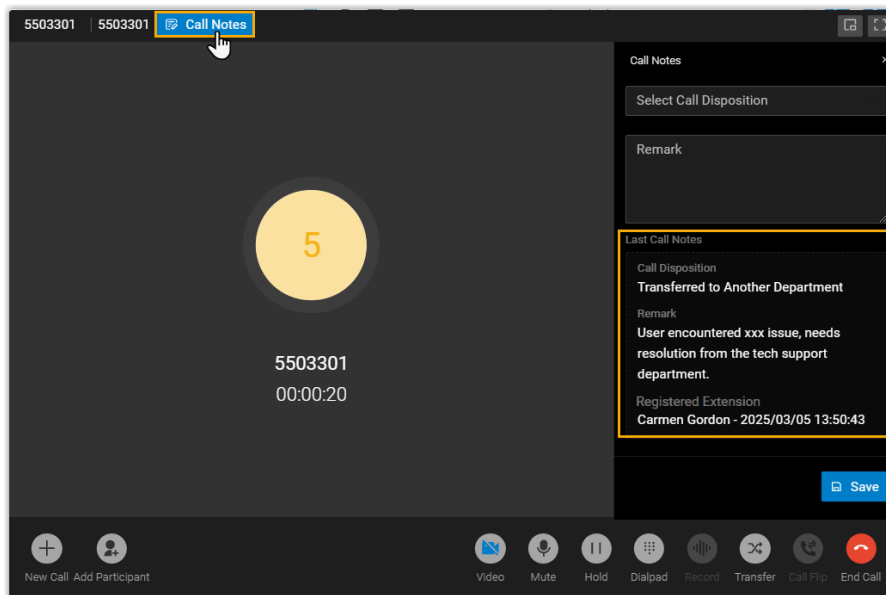 5503301 5503301 Call Notes
Call Notes
Select Call Disposition
Remark
Last Call Notes
Call Disposition
Transferred to Another Department
Remark
User encountered xxx issue, needs
resolution from the tech support
department.
Registered Extension
Carmen Gordon - 2025/03/05 13:50:43
Save
5
5503301
00:00:20
New Call Add Participant Video Mute Hold Dialpad Record Transfer Call Flip End Call